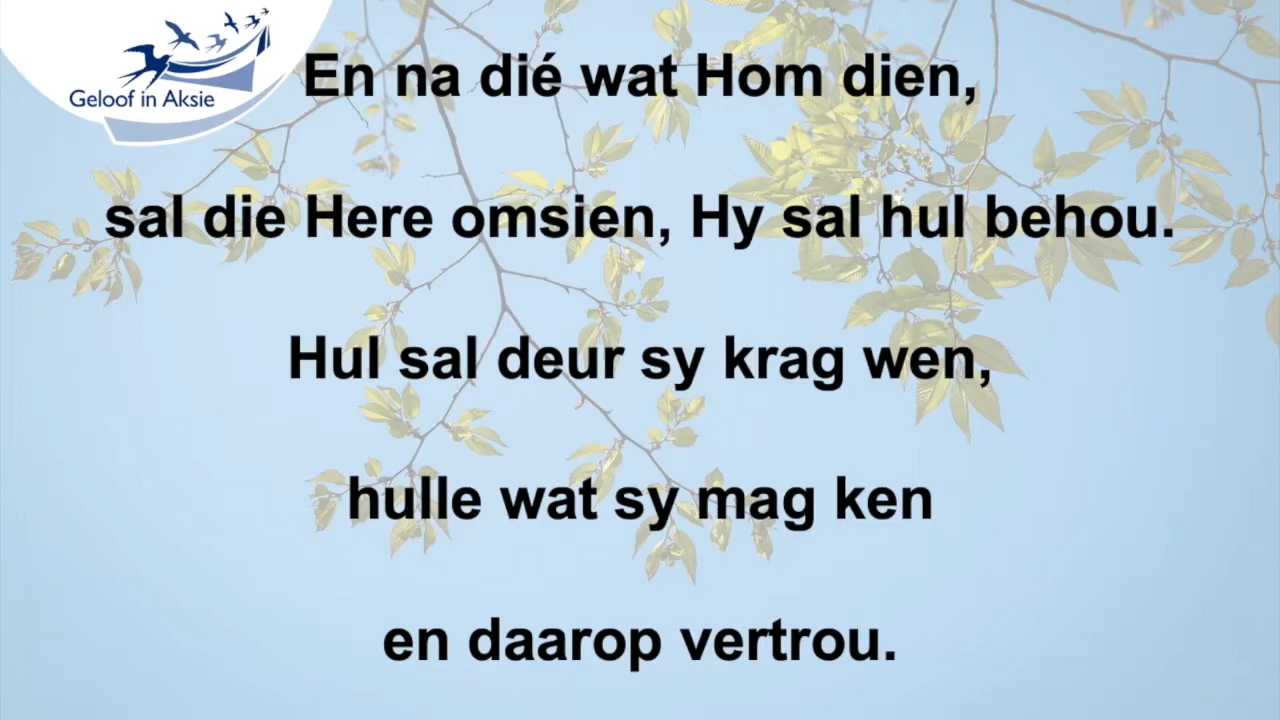 Geloof in Aksie
En na dié wat Hom dien,
sal die Here omsien, Hy sal hul behou.
Hul sal deur sy krag wen,
hulle wat sy mag ken
en daarop vertrou.